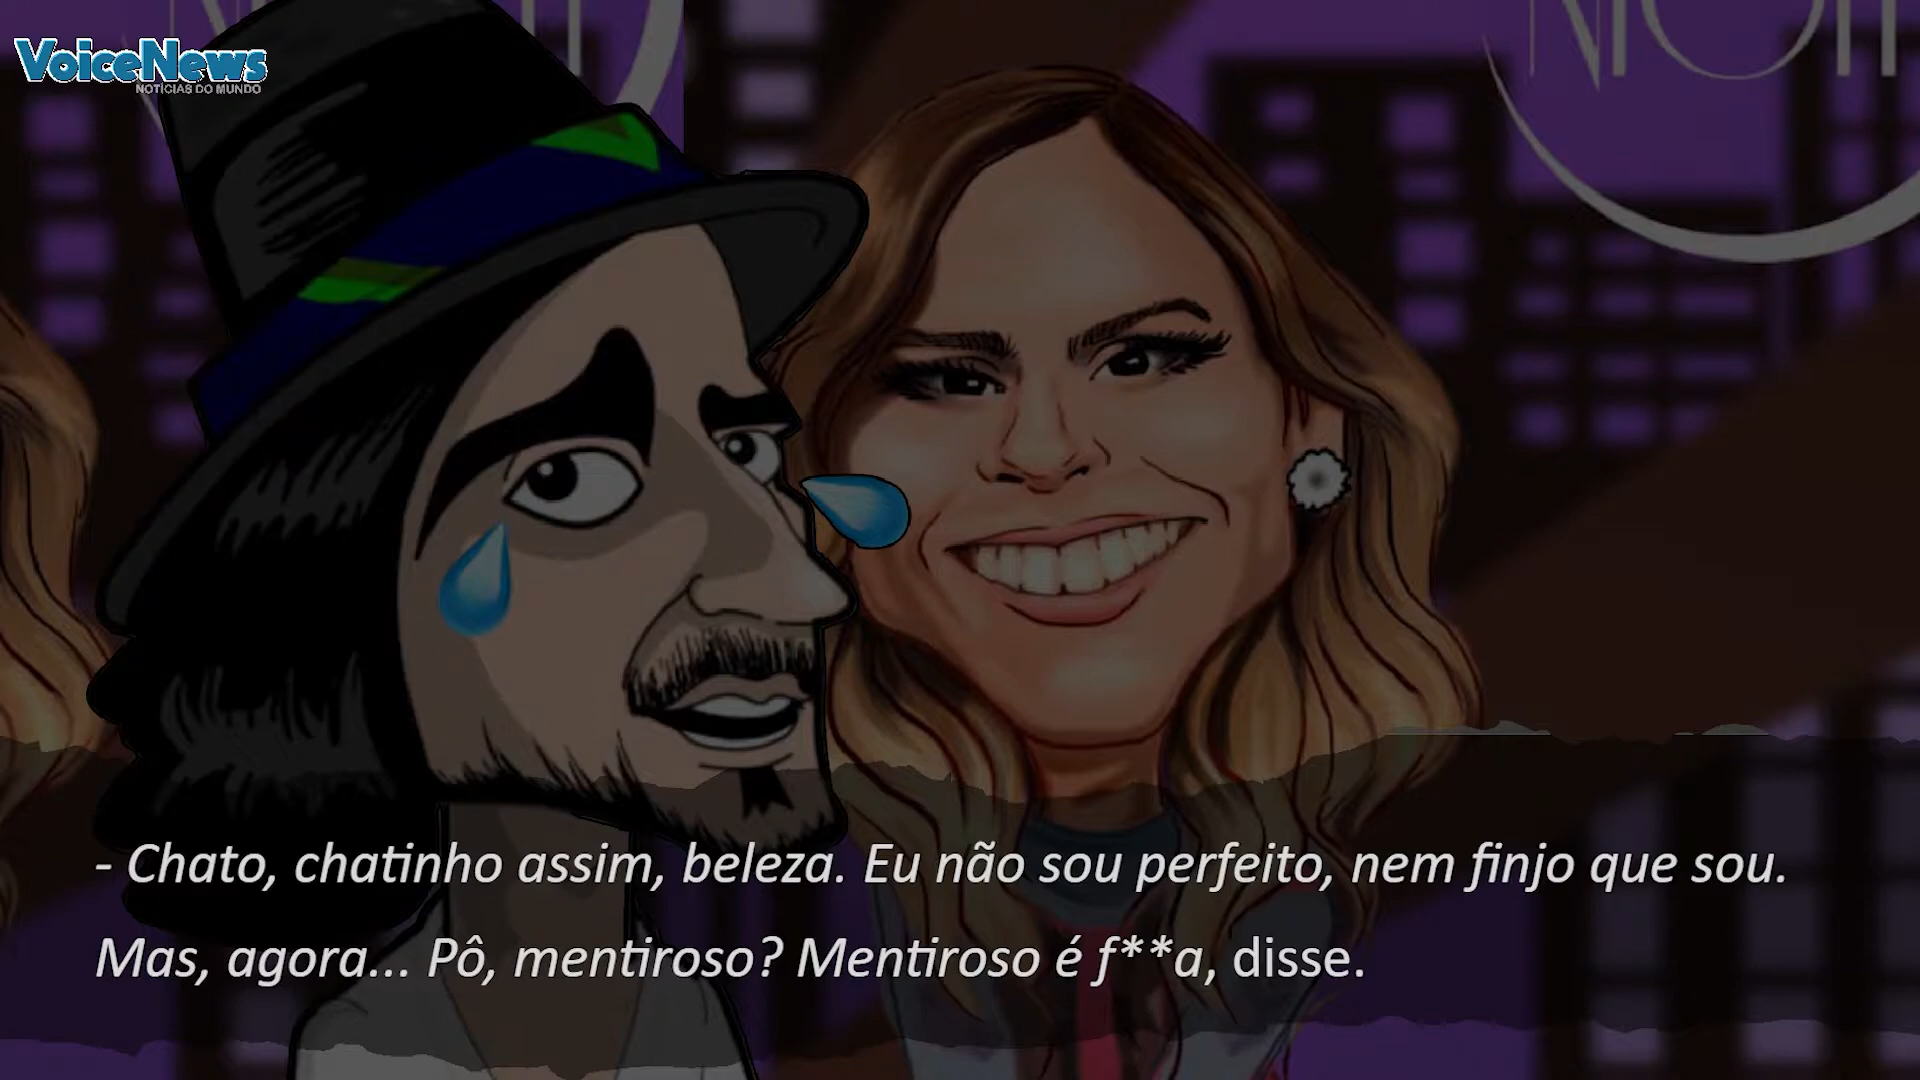 VoiceNews
NOTÍCIAS DO MUNDO
- Chato, chatinho assim, beleza. Eu não sou perfeito, nem finjo que sou.
Mas, agora... Pô, mentiroso? Mentiroso é f**a, disse.